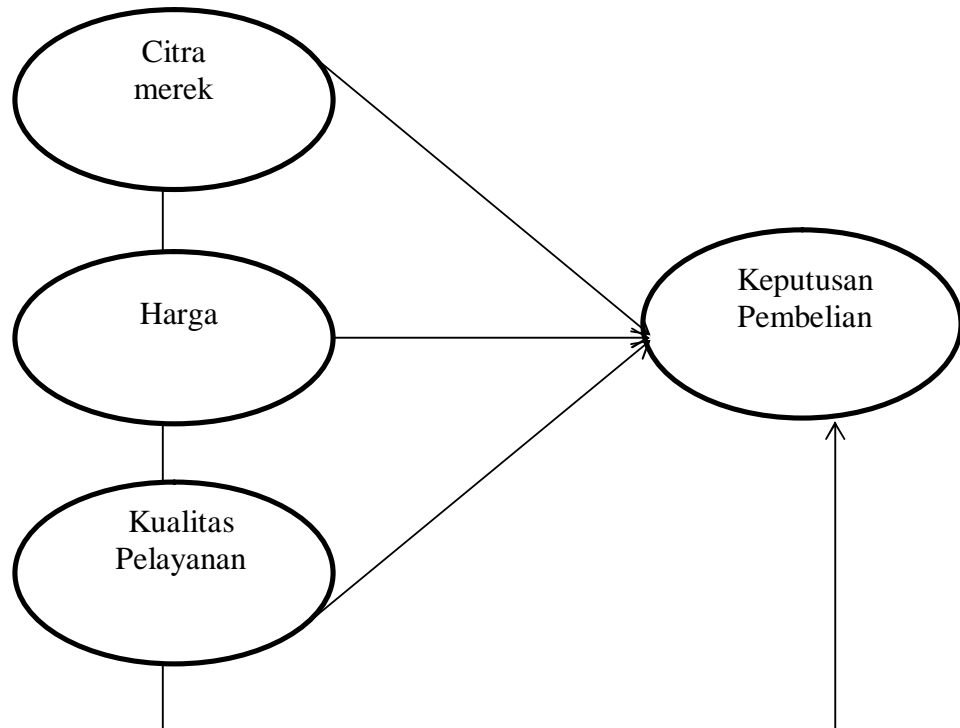 Citra
merek
Harga
Keputusan
Pembelian
Kualitas
Pelayanan